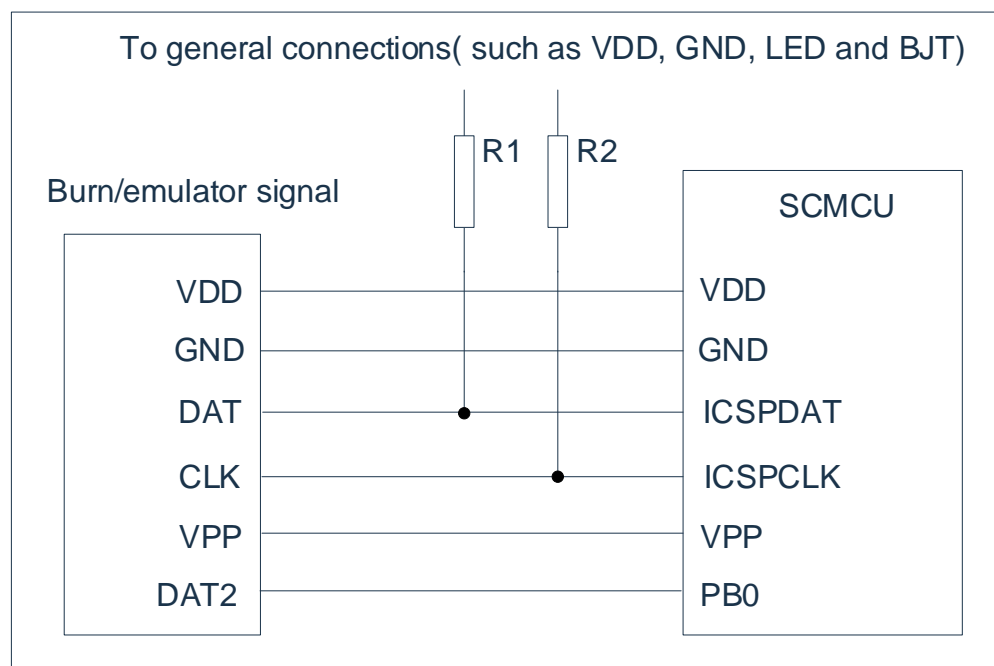 To general connections( such as VDD, GND, LED and BJT)
R1
R2
Burn/emulator signal
SCMCU
VDD
VDD
GND
GND
DAT
ICSPDAT
CLK
ICSPCLK
VPP
VPP
DAT2
PB0